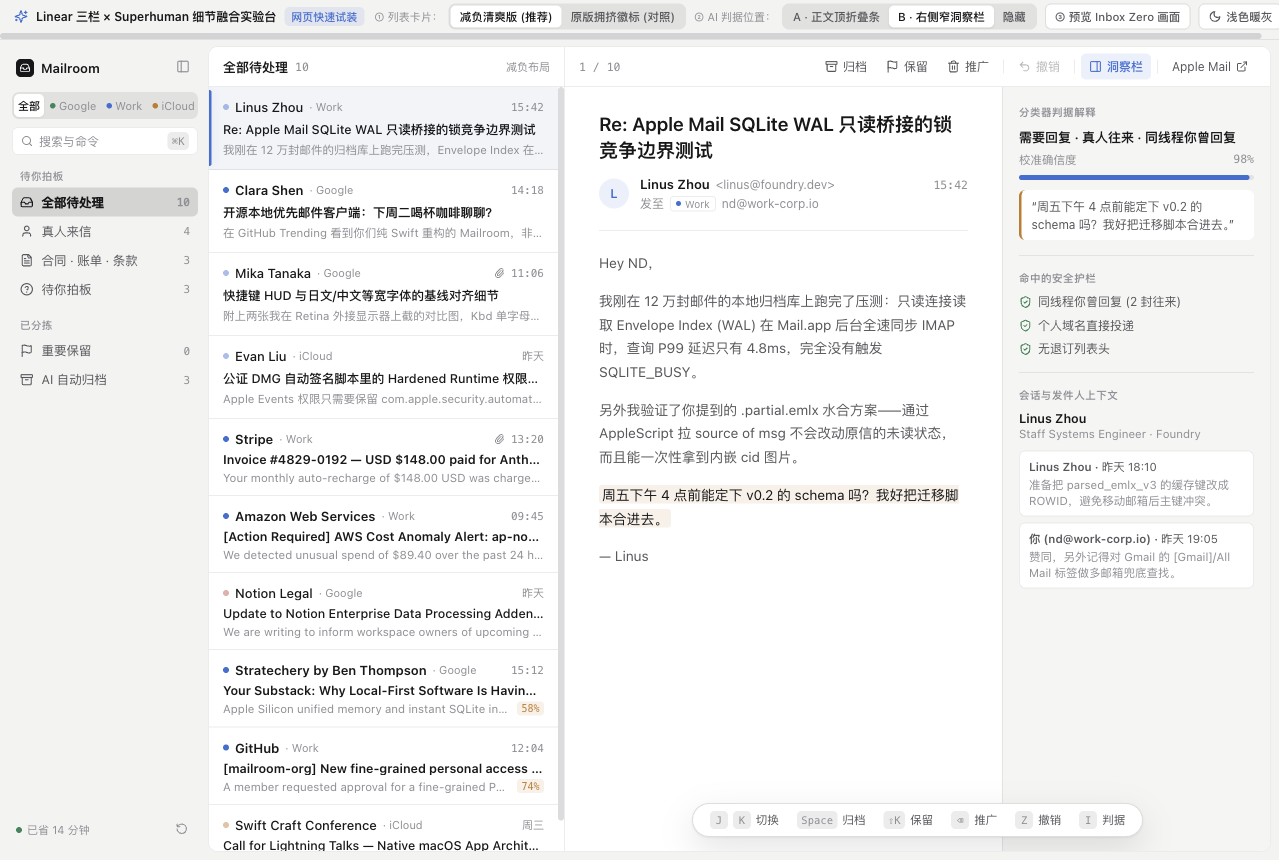 Linear 三栏 × Superhuman 细节融合实验台 网页快速试装 ① 列表卡片: 减负清爽版 (推荐) 原版拥挤徽标 (对照) ② AI 判据位置: A · 正文顶折叠条 B · 右侧窄洞察栏 隐藏 ③ 预览 Inbox Zero 画面 浅色暖灰
Mailroom
全部 Google Work iCloud
搜索与命令 ⌘K
待你拍板
全部待处理 10
真人来信 4
合同 · 账单 · 条款 3
待你拍板 3
已分拣
重要保留 0
AI 自动归档 3
已省 14 分钟
全部待处理 10 减负布局
Linus Zhou · Work 15:42
Re: Apple Mail SQLite WAL 只读桥接的锁竞争边界测试
我刚在 12 万封邮件的归档库上跑完压测，Envelope Index 在...
Clara Shen · Google 14:18
开源本地优先邮件客户端：下周二喝杯咖啡聊聊?
在 GitHub Trending 看到你们纯 Swift 重构的 Mailroom，非...
Mika Tanaka · Google 11:06
快捷键 HUD 与日文/中文等宽字体的基线对齐细节
附上两张我在 Retina 外接显示器上截的对比图，Kbd 单字母...
Evan Liu · iCloud 昨天
公证 DMG 自动签名脚本里的 Hardened Runtime 权限...
Apple Events 权限只需要保留 com.apple.security.automat...
Stripe · Work 13:20
Invoice #4829-0192 — USD $148.00 paid for Anth...
Your monthly auto-recharge of $148.00 USD was charge...
Amazon Web Services · Work 09:45
[Action Required] AWS Cost Anomaly Alert: ap-no...
We detected unusual spend of $89.40 over the past 24 h...
Notion Legal · Google 昨天
Update to Notion Enterprise Data Processing Adden...
We are writing to inform workspace owners of upcoming ...
Stratechery by Ben Thompson · Google 15:12
Your Substack: Why Local-First Software Is Havin...
Apple Silicon unified memory and instant SQLite in... 58%
GitHub · Work 12:04
[mailroom-org] New fine-grained personal access ...
A member requested approval for a fine-grained P... 74%
Swift Craft Conference · iCloud 周三
Call for Lightning Talks — Native macOS App Archit...
1 / 10 归档 保留 推广 撤销 洞察栏 Apple Mail
Re: Apple Mail SQLite WAL 只读桥接的锁
竞争边界测试
L
Linus Zhou <linus@foundry.dev> 15:42
发至 Work nd@work-corp.io
Hey ND,
我刚在 12 万封邮件的本地归档库上跑完了压测：只读连接读
取 Envelope Index (WAL) 在 Mail.app 后台全速同步 IMAP
时，查询 P99 延迟只有 4.8ms，完全没有触发
SQLITE_BUSY。
另外我验证了你提到的 .partial.emlx 水合方案——通过
AppleScript 拉 source of msg 不会改动原信的未读状态，
而且能一次性拿到内嵌 cid 图片。
周五下午 4 点前能定下 v0.2 的 schema 吗？我好把迁移脚
本合进去。
— Linus
分类器判据解释
需要回复 · 真人往来 · 同线程你曾回复
校准确信度 98%
“周五下午 4 点前能定下 v0.2 的
schema 吗？我好把迁移脚本合进去。”
命中的安全护栏
同线程你曾回复 (2 封往来)
个人域名直接投递
无退订列表头
会话与发件人上下文
Linus Zhou
Staff Systems Engineer · Foundry
Linus Zhou · 昨天 18:10
准备把 parsed_emlx_v3 的缓存键改成
ROWID，避免移动邮箱后主键冲突。
你 (nd@work-corp.io) · 昨天 19:05
赞同，另外记得对 Gmail 的 [Gmail]/All
Mail 标签做多邮箱兜底查找。
J K 切换 Space 归档 ⇧K 保留 ⌫ 推广 Z 撤销 I 判据